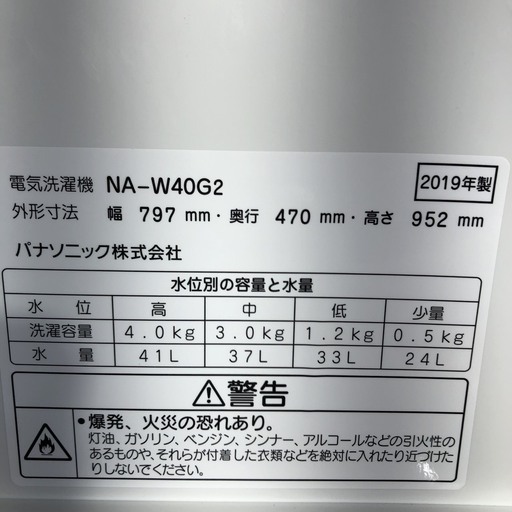 電気洗濯機 NA-W40G2 2019年製
外形寸法 幅 797 mm・奥行 470 mm・高さ 952 mm
パナソニック株式会社
水位別の容量と水量
水位 高 中 低 少量
洗濯容量 4.0kg 3.0kg 1.2kg 0.5kg
水量 41L 37L 33L 24L
⚠警告
•爆発、火災の恐れあり。
灯油、ガソリン、ベンジン、シンナー、アルコールなどの引火性の
あるものや、それらが付着した衣類などを絶対に入れたり近づけた
りしないでください。